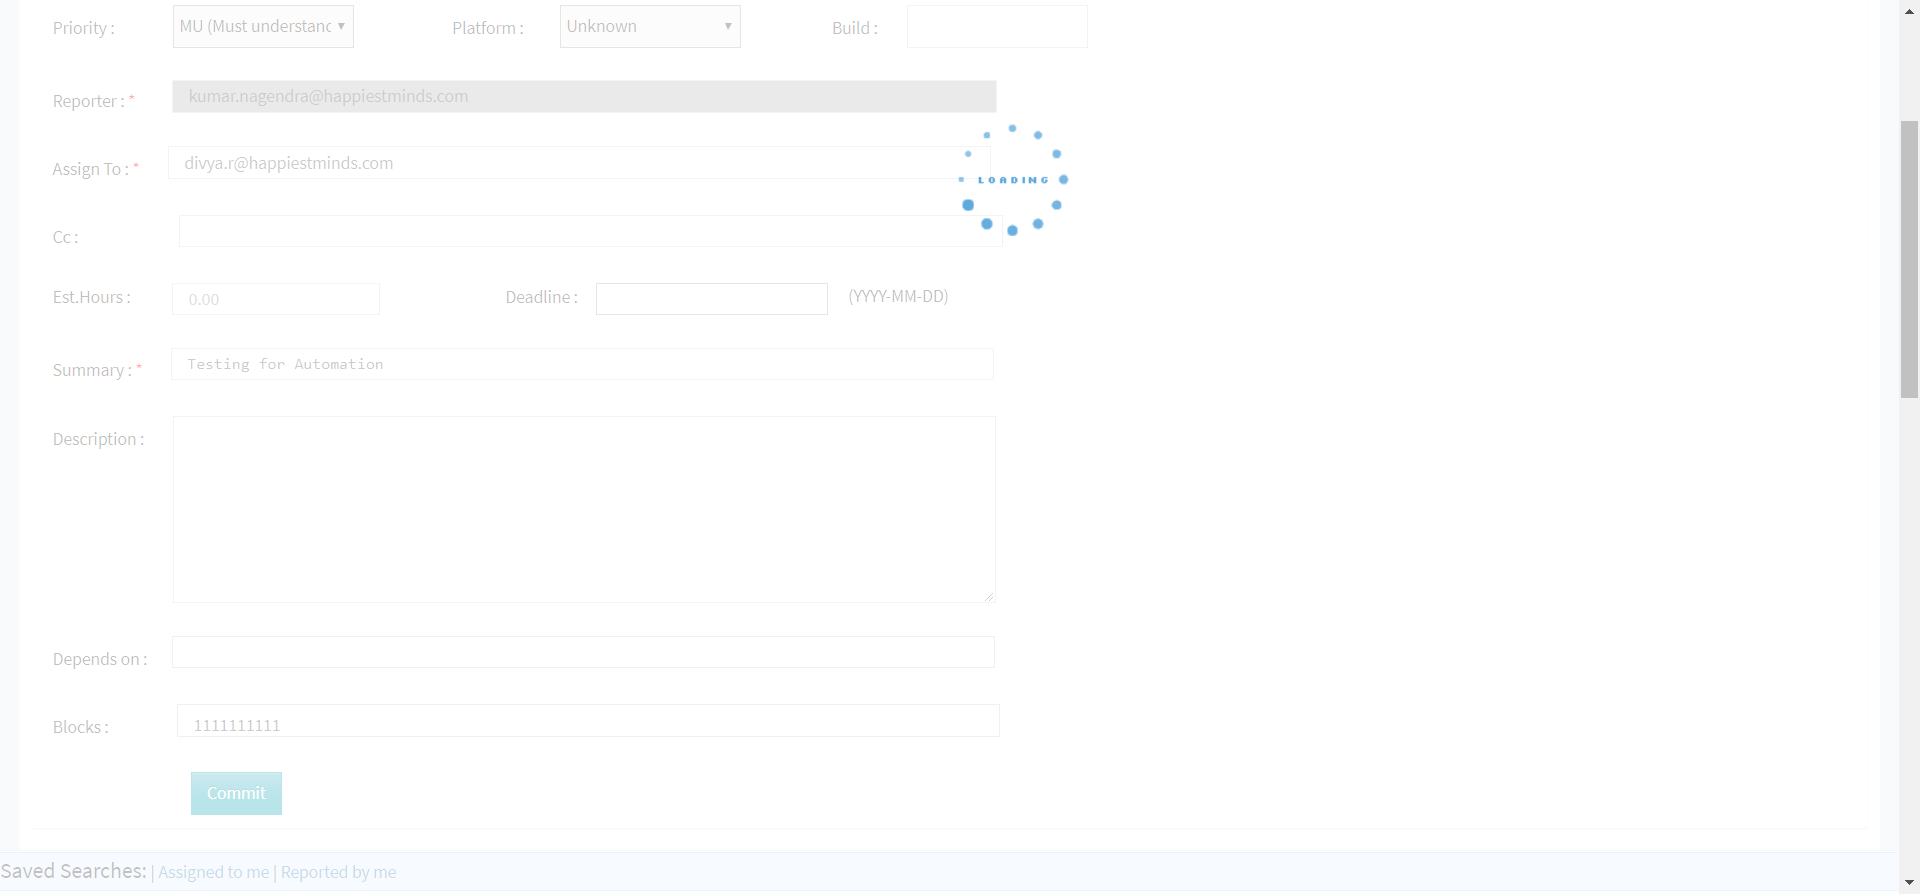 Priority : MU (Must understanc Platform : Unknown Build :
Reporter : * kumar.nagendra@happiestminds.com
Assign To : * divya.r@happiestminds.com
LOADING
Cc :
Est.Hours : 0.00 Deadline : (YYYY-MM-DD)
Summary : * Testing for Automation
Description :
Depends on :
Blocks : 1111111111
Commit
Saved Searches: | Assigned to me | Reported by me